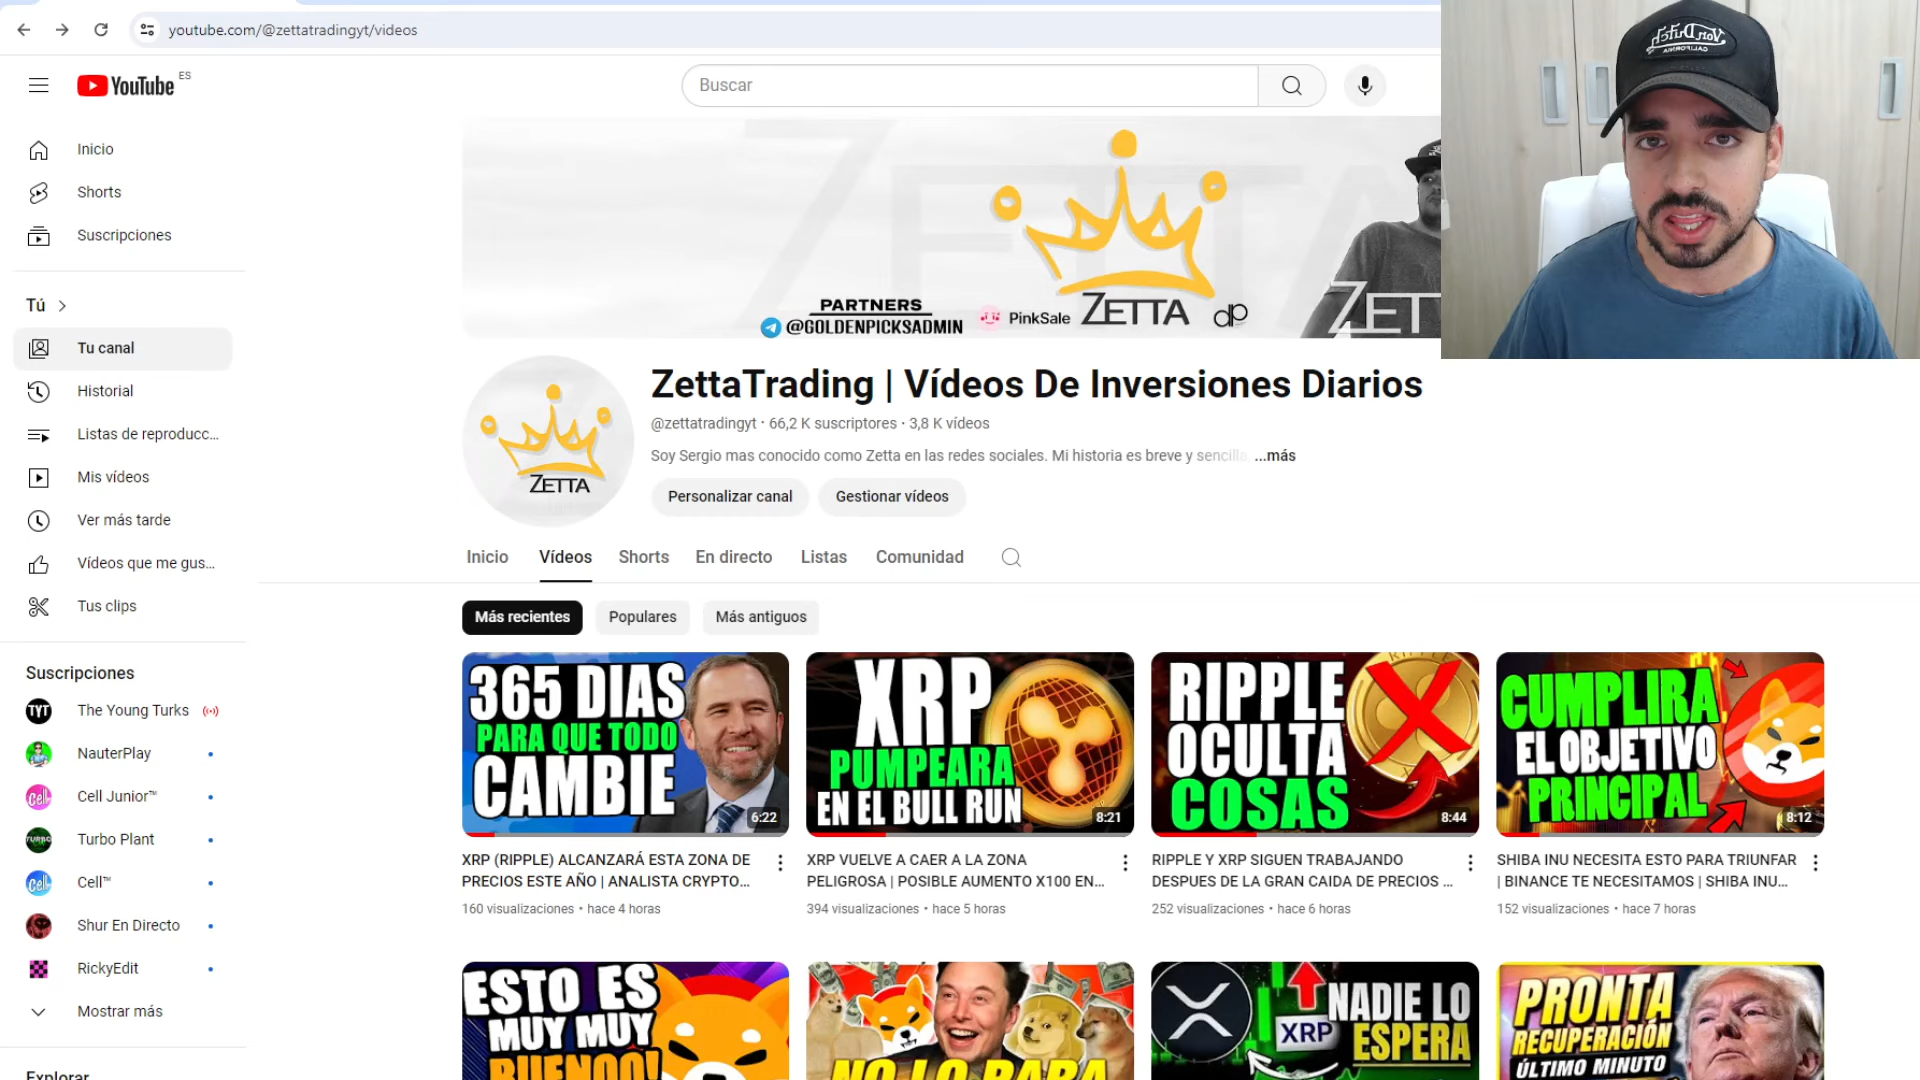 youtube.com/@zettatradingyt/videos
YouTube ES
Buscar
Inicio
Shorts
Suscripciones
Tú
Tu canal
Historial
Listas de reproducc...
Mis vídeos
Ver más tarde
Vídeos que me gus...
Tus clips
Suscripciones
The Young Turks
NauterPlay
Cell Junior™
Turbo Plant
Cell™
Shur En Directo
RickyEdit
Mostrar más
Explorar
Von Dutch
CALIFORNIA
ZETTA
PARTNERS
@GOLDENPICKSADMIN
PinkSale
ZETTA
dp
ZET
ZETTA
ZettaTrading | Vídeos De Inversiones Diarios
@zettatradingyt · 66,2 K suscriptores · 3,8 K vídeos
Soy Sergio mas conocido como Zetta en las redes sociales. Mi historia es breve y sencilla ...más
Personalizar canal
Gestionar vídeos
Inicio
Vídeos
Shorts
En directo
Listas
Comunidad
Más recientes
Populares
Más antiguos
365 DIAS
PARA QUE TODO
CAMBIE
6:22
XRP (RIPPLE) ALCANZARÁ ESTA ZONA DE
PRECIOS ESTE AÑO | ANALISTA CRYPTO...
160 visualizaciones • hace 4 horas
XRP
PUMPEARA
EN EL BULL RUN
8:21
XRP VUELVE A CAER A LA ZONA
PELIGROSA | POSIBLE AUMENTO X100 EN...
394 visualizaciones • hace 5 horas
RIPPLE
OCULTA
COSAS
8:44
RIPPLE Y XRP SIGUEN TRABAJANDO
DESPUES DE LA GRAN CAIDA DE PRECIOS ...
252 visualizaciones • hace 6 horas
CUMPLIRA
EL OBJETIVO
PRINCIPAL
8:12
SHIBA INU NECESITA ESTO PARA TRIUNFAR
| BINANCE TE NECESITAMOS | SHIBA INU...
152 visualizaciones • hace 7 horas
ESTO ES
MUY MUY
BUENOO!
NO LO PARA
NADIE LO
XRP
ESPERA
PRONTA
RECUPERACIÓN
ÚLTIMO MINUTO